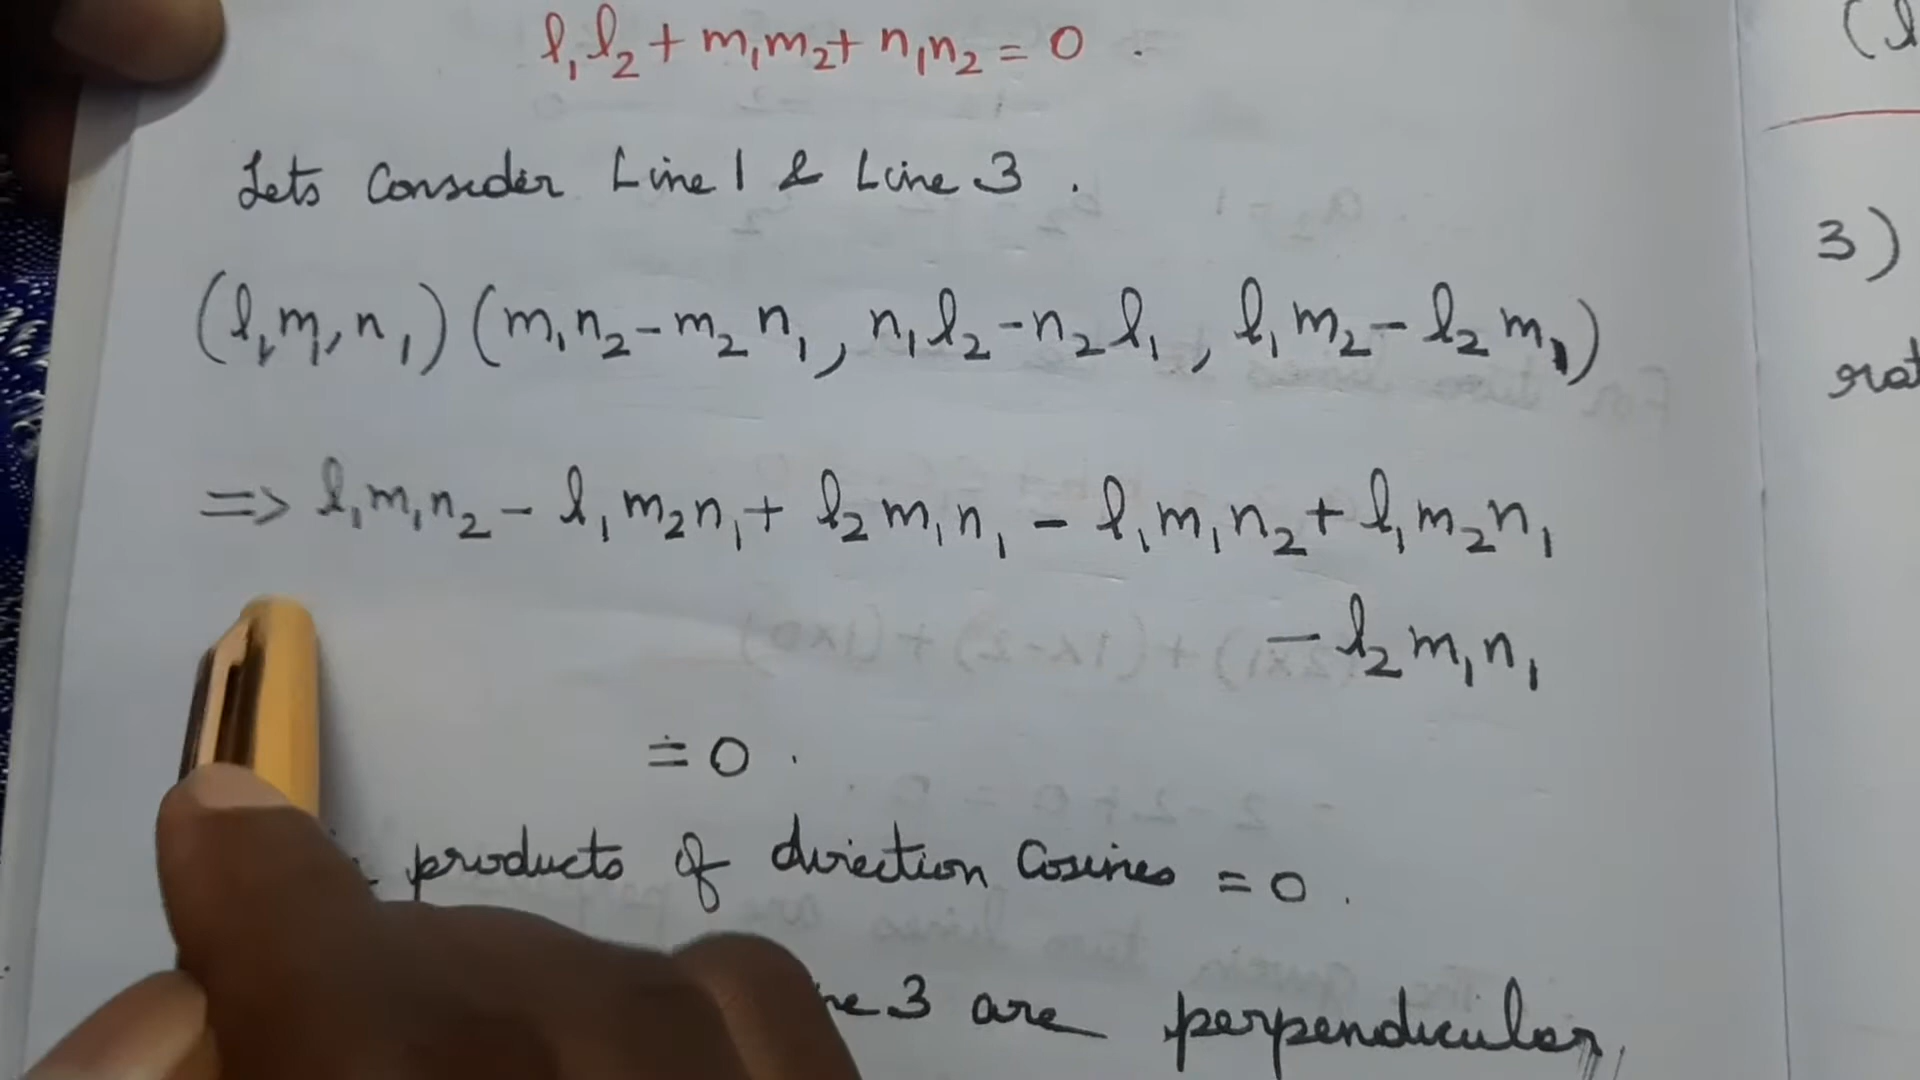 l₁l₂ + m₁m₂ + n₁n₂ = 0 .
Lets Consider Line 1 & Line 3 .
(l₁, m₁, n₁) (m₁n₂ - m₂n₁, n₁l₂ - n₂l₁, l₁m₂ - l₂m₁)
=> l₁m₁n₂ - l₁m₂n₁ + l₂m₁n₁ - l₁m₁n₂ + l₁m₂n₁
- l₂m₁n₁
= 0 .
products of direction Cosines = 0 .
3 are perpendicular
3)